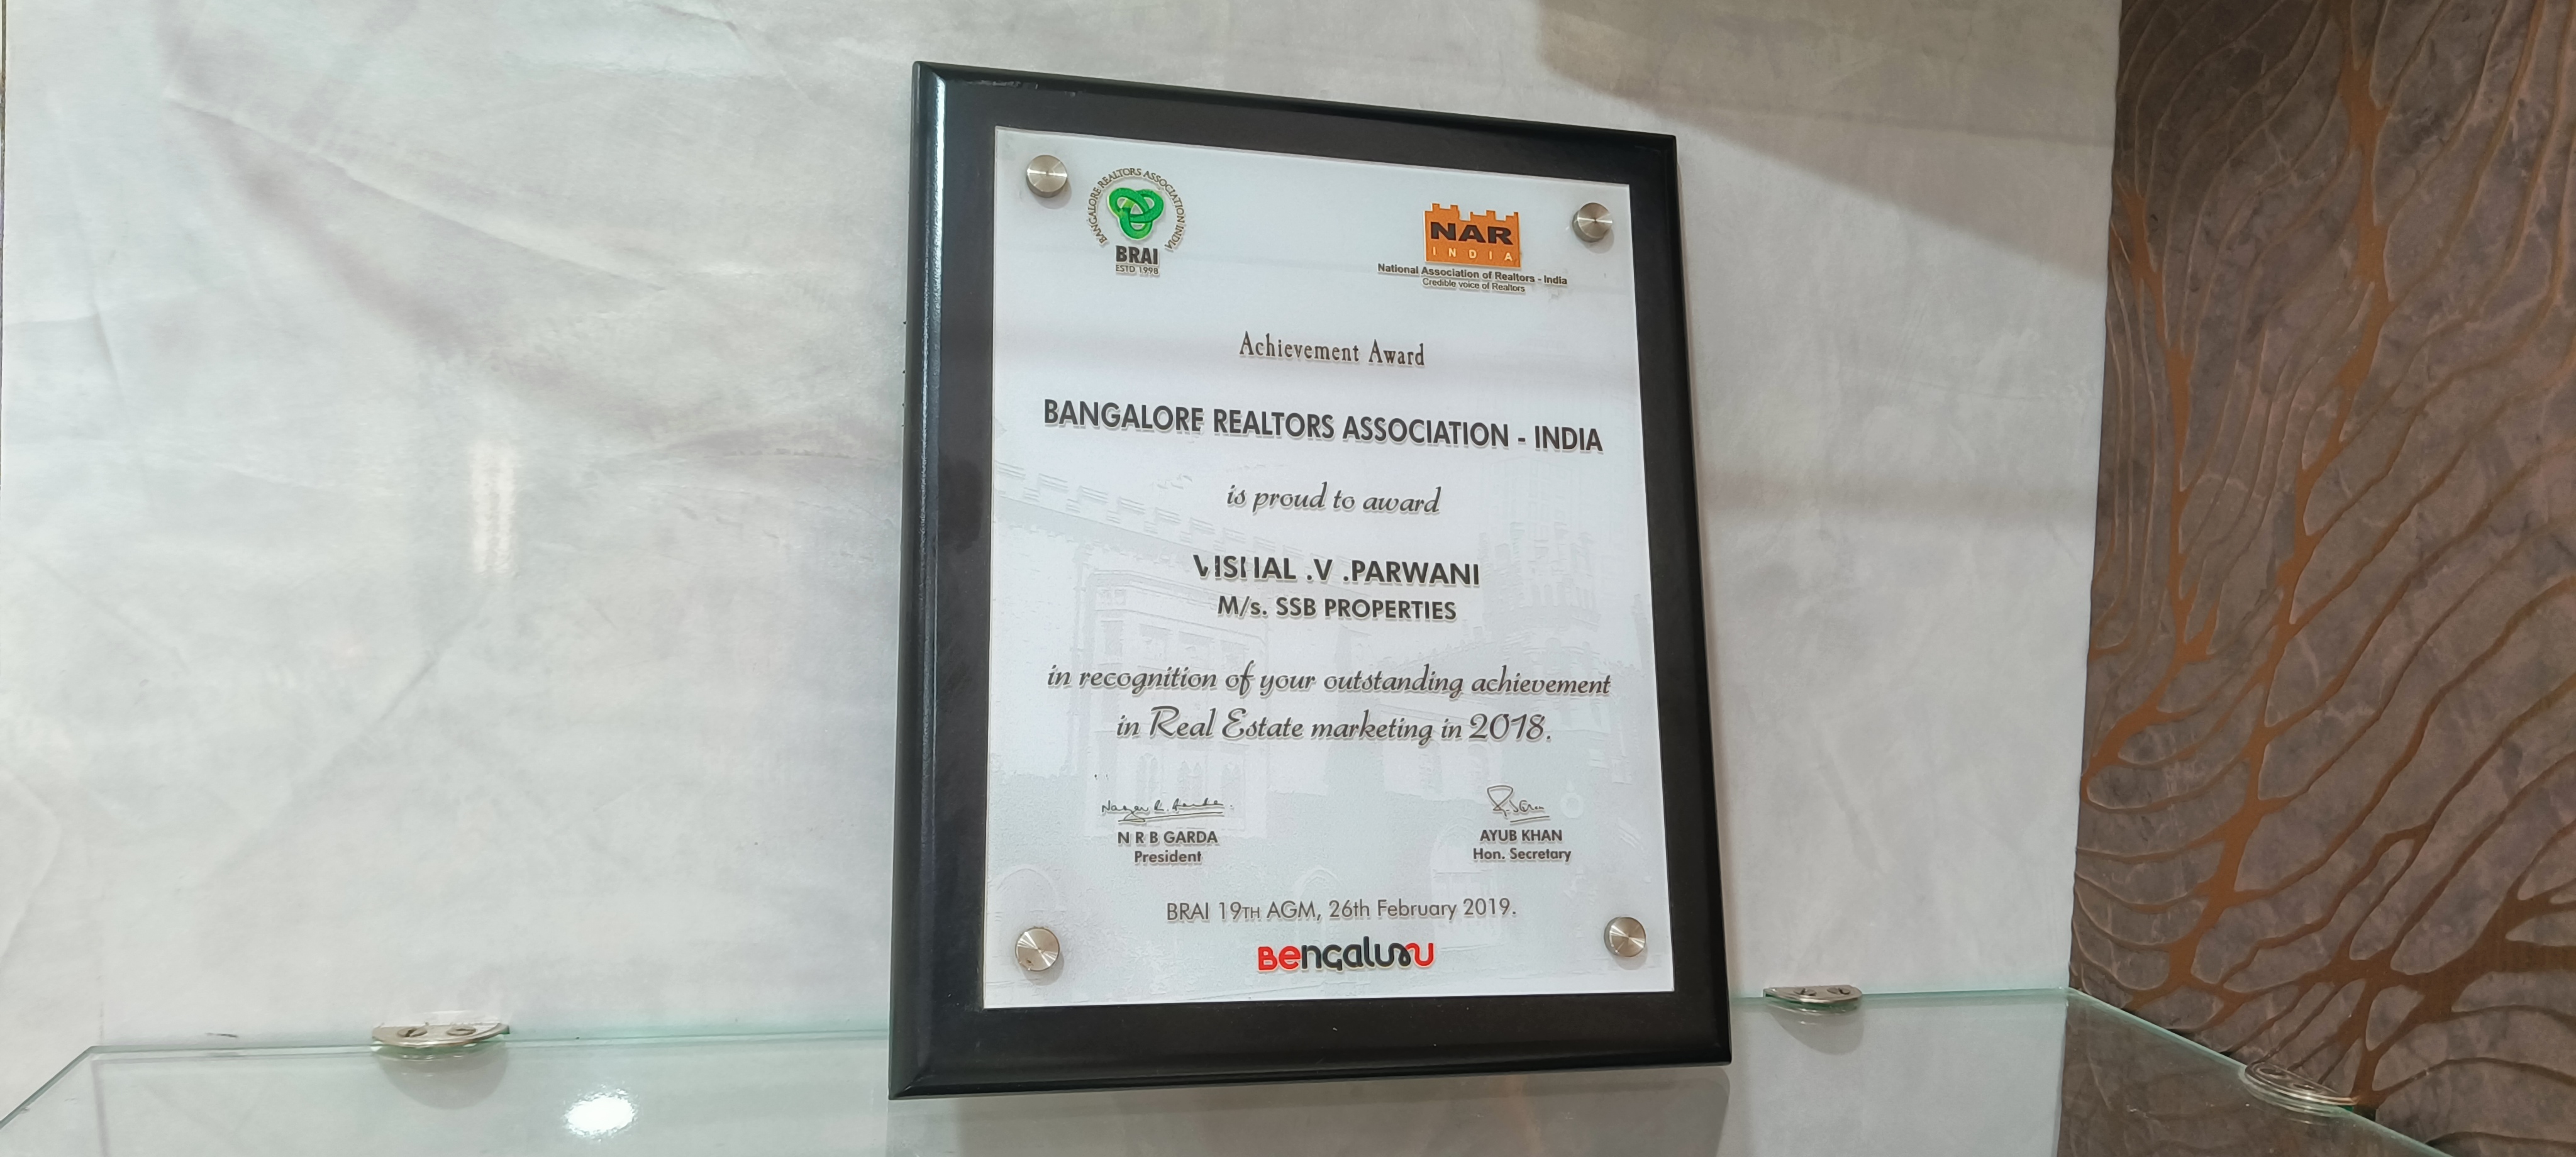 BANGALORE REALTORS ASSOCIATION INDIA
BRAI
ESTD 1998
NAR
INDIA
National Association of Realtors - India
Credible voice of Realtors
Achievement Award
BANGALORE REALTORS ASSOCIATION - INDIA
is proud to award
VISHAL .V .PARWANI
M/s. SSB PROPERTIES
in recognition of your outstanding achievement
in Real Estate marketing in 2018.
N R B GARDA
President
AYUB KHAN
Hon. Secretary
BRAI 19TH AGM, 26th February 2019.
Bengaluru